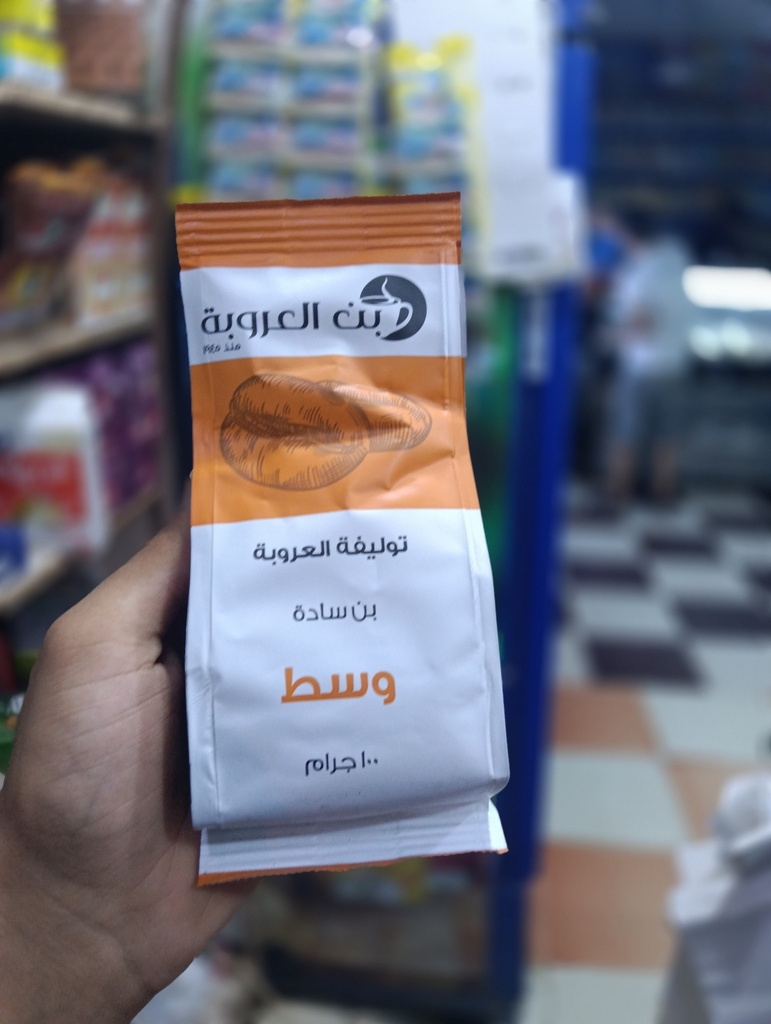 بن العروبة
منذ ١٩٤٥
توليفة العروبة
بن سادة
وسط
١٠٠ جرام